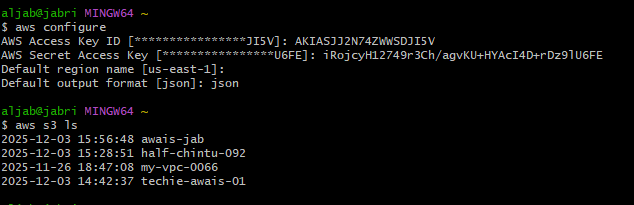 aljab@jabri MINGW64 ~
$ aws configure
AWS Access Key ID [****************JI5V]: AKIASJJ2N74ZWWSDJI5V
AWS Secret Access Key [****************U6FE]: 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
Default region name [us-east-1]:
Default output format [json]: json
aljab@jabri MINGW64 ~
$ aws s3 ls
2025-12-03 15:56:48 awais-jab
2025-12-03 15:28:51 half-chintu-092
2025-11-26 18:47:08 my-vpc-0066
2025-12-03 14:42:37 techie-awais-01